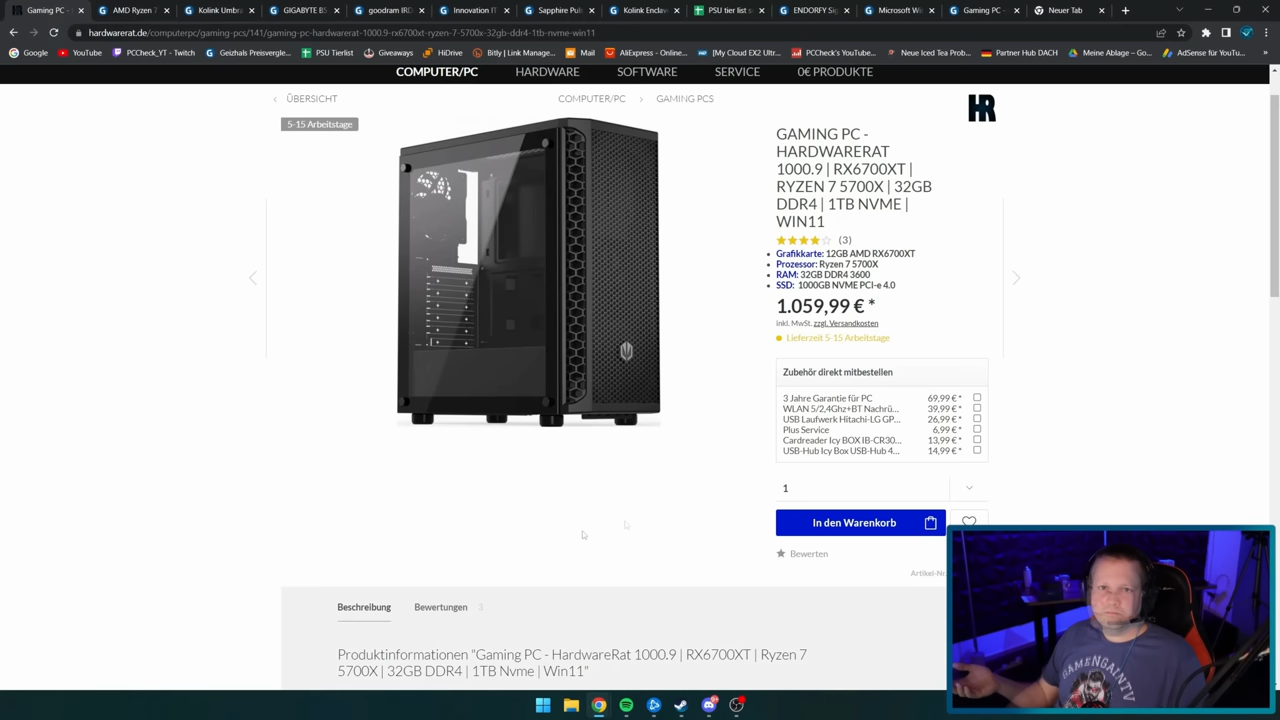 Gaming PC -
AMD Ryzen 7
Kolink Umbra
GIGABYTE B5
goodram IRD
Innovation IT
Sapphire Puls
Kolink Enclav
PSU tier list s
ENDORFY Sig
Microsoft Win
Gaming PC -
Neuer Tab
hardwarerat.de/computerpc/gaming-pcs/141/gaming-pc-hardwarerat-1000.9-rx6700xt-ryzen-7-5700x-32gb-ddr4-1tb-nvme-win11
Google
YouTube
PCCheck_YT - Twitch
Geizhals Preisverglei...
PSU Tierlist
Giveaways
HWinfo
Bitly | Link Manage...
Mail
AliExpress - Online...
[My Cloud EX2 Ultr...
PCCheck's YouTube...
Neue Iced Tea Prob...
Partner Hub DACH
Meine Ablage – Go...
AdSense für YouTu...
COMPUTER/PC
HARDWARE
SOFTWARE
SERVICE
0€ PRODUKTE
ÜBERSICHT
COMPUTER/PC
GAMING PCS
HR
5-15 Arbeitstage
GAMING PC -
HARDWARERAT
1000.9 | RX6700XT |
RYZEN 7 5700X | 32GB
DDR4 | 1TB NVME |
WIN11
(3)
Grafikkarte: 12GB AMD RX6700XT
Prozessor: Ryzen 7 5700X
RAM: 32GB DDR4 3600
SSD: 1000GB NVME PCI-e 4.0
1.059,99 € *
inkl. MwSt. zzgl. Versandkosten
Lieferzeit 5-15 Arbeitstage
Zubehör direkt mitbestellen
3 Jahre Garantie für PC 69,99 € *
WLAN 5/2,4Ghz+BT Nachrü... 39,99 € *
USB Laufwerk Hitachi-LG GP... 26,99 € *
Plus Service 6,99 € *
Cardreader Icy BOX IB-CR30... 13,99 € *
USB-Hub Icy Box USB-Hub 4... 14,99 € *
1
In den Warenkorb
Bewerten
Artikel-Nr.
Beschreibung
Bewertungen 3
Produktinformationen "Gaming PC - HardwareRat 1000.9 | RX6700XT | Ryzen 7
5700X | 32GB DDR4 | 1TB Nvme | Win11"
GAMENGAINTV